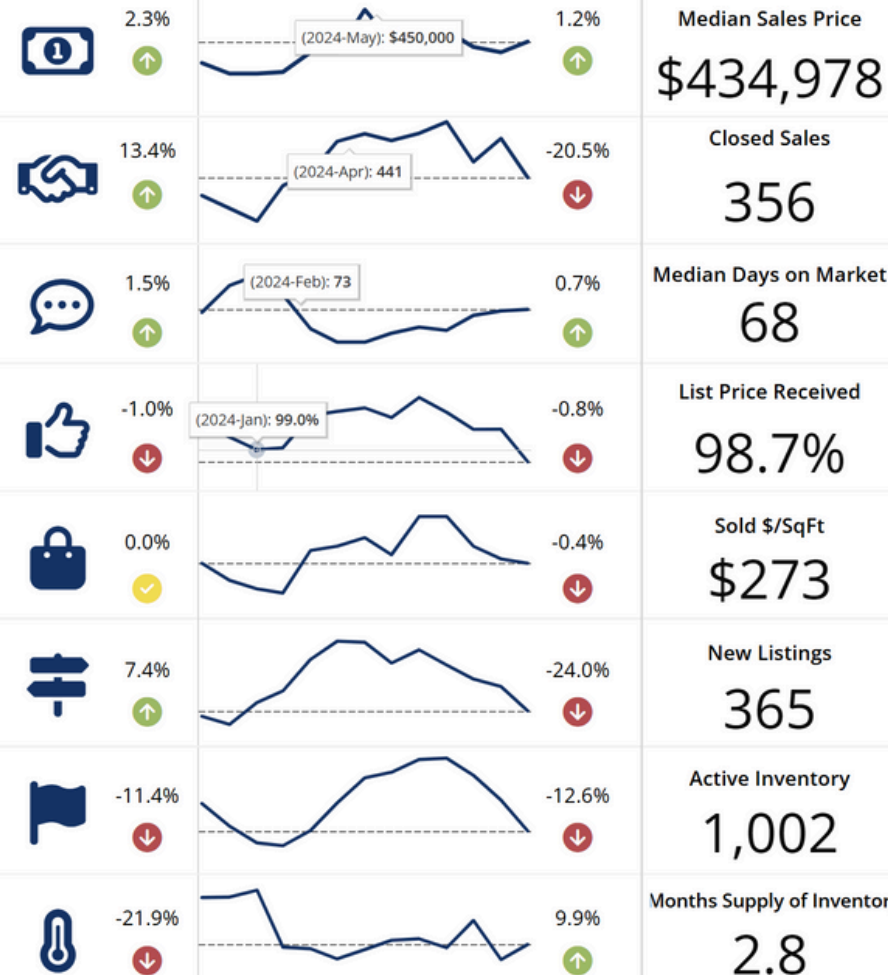 2.3%
(2024-May): $450,000
1.2%
Median Sales Price
$434,978
13.4%
(2024-Apr): 441
-20.5%
Closed Sales
356
1.5%
(2024-Feb): 73
0.7%
Median Days on Market
68
-1.0%
(2024-Jan): 99.0%
-0.8%
List Price Received
98.7%
0.0%
-0.4%
Sold $/SqFt
$273
7.4%
-24.0%
New Listings
365
-11.4%
-12.6%
Active Inventory
1,002
-21.9%
9.9%
Months Supply of Inventor
2.8